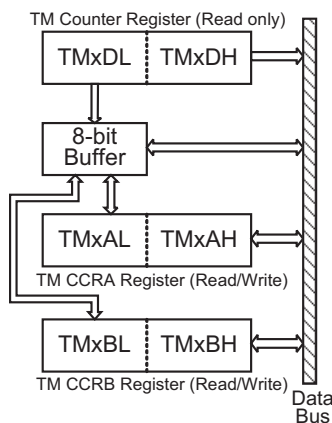 TM Counter Register (Read only)
TMxDL TMxDH
8-bit
Buffer
TMxAL TMxAH
TM CCRA Register (Read/Write)
TMxBL TMxBH
TM CCRB Register (Read/Write)
Data
Bus